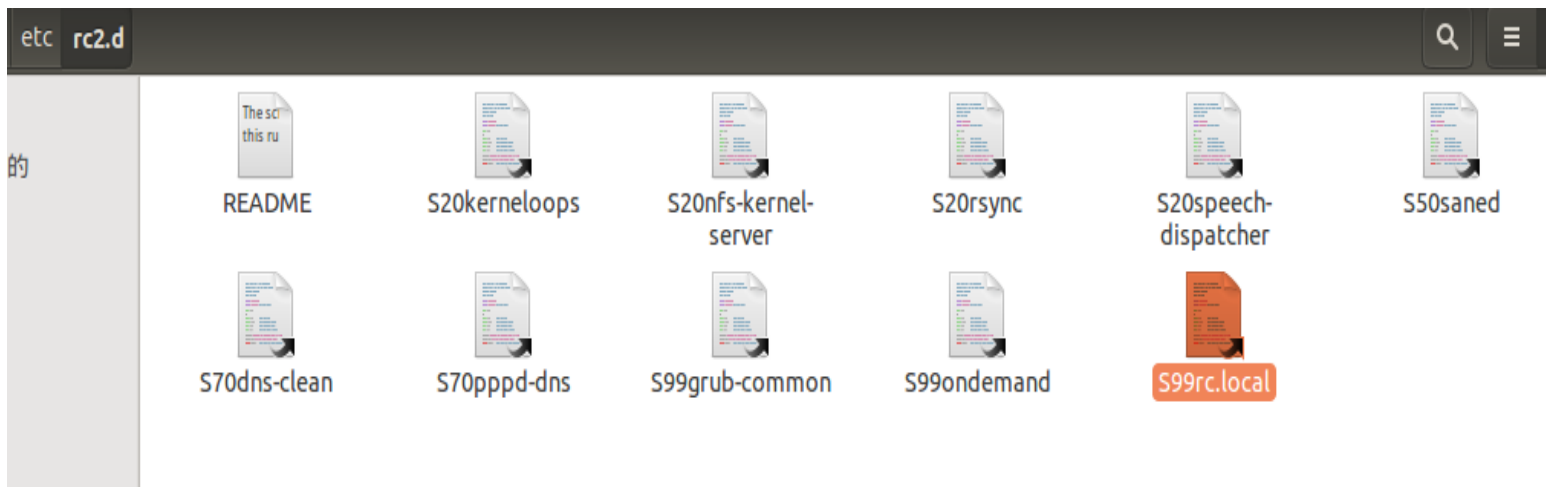 etc rc2.d
的
The scr
this ru
README
S20kerneloops
S20nfs-kernel-
server
S20rsync
S20speech-
dispatcher
S50saned
S70dns-clean
S70pppd-dns
S99grub-common
S99ondemand
S99rc.local